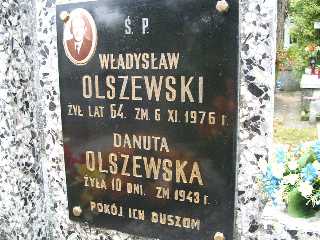 Ś. P.
WŁADYSŁAW
OLSZEWSKI
ŻYŁ LAT 64. ZM. 6 XI. 1976 r.
DANUTA
OLSZEWSKA
ŻYŁA 10 DNI. ZM 1943 r.
POKÓJ ICH DUSZOM